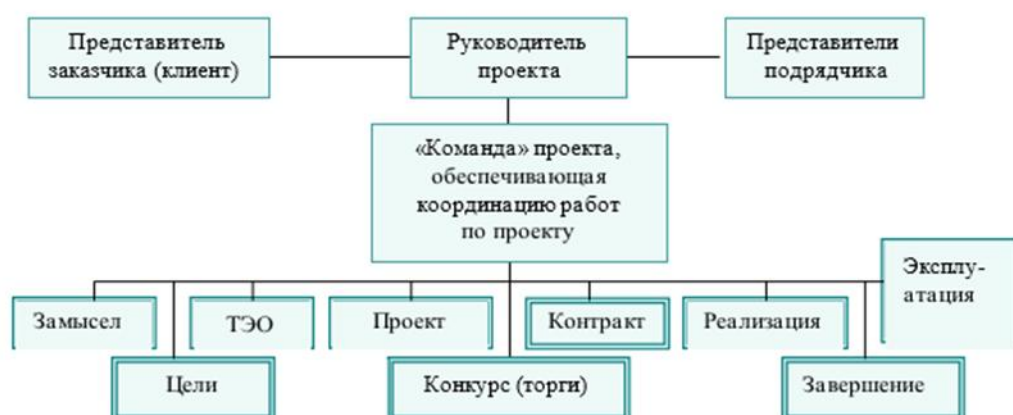 Представитель
заказчика (клиент)
Руководитель
проекта
Представители
подрядчика
«Команда» проекта,
обеспечивающая
координацию работ
по проекту
Эксплу-
атация
Замысел
ТЭО
Проект
Контракт
Реализация
Цели
Конкурс (торги)
Завершение